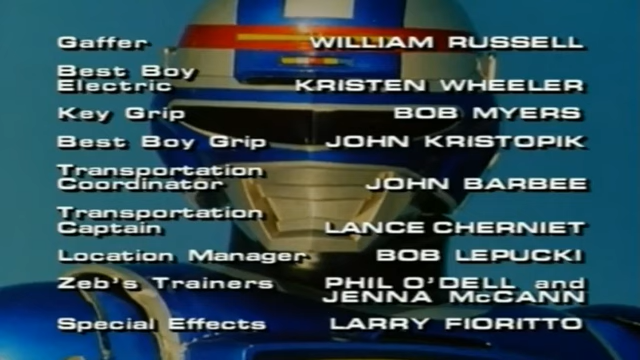 Gaffer WILLIAM RUSSELL
Best Boy
Electric KRISTEN WHEELER
Key Grip BOB MYERS
Best Boy Grip JOHN KRISTOPIK
Transportation
Coordinator JOHN BARBEE
Transportation
Captain LANCE CHERNIET
Location Manager BOB LEPUCKI
Zeb's Trainers PHIL O'DELL and
JENNA McCANN
Special Effects LARRY FIORITTO